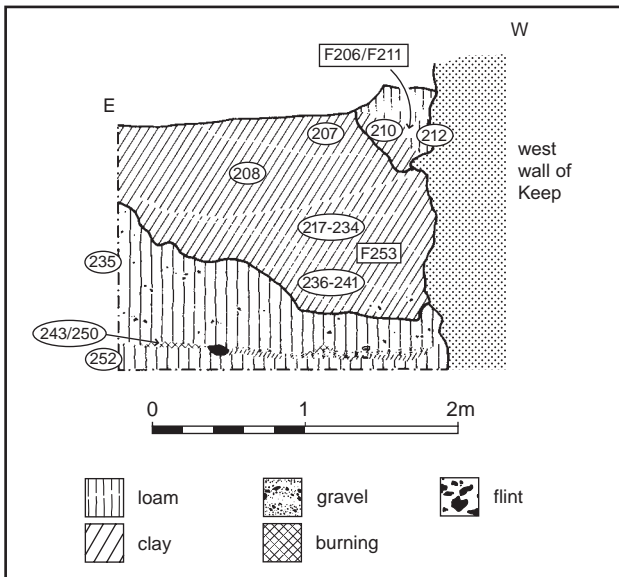 W
F206/F211
E
207
210
212
208
west
wall of
Keep
217-234
F253
235
236-241
243/250
252
0
1
2m
loam
gravel
flint
clay
burning